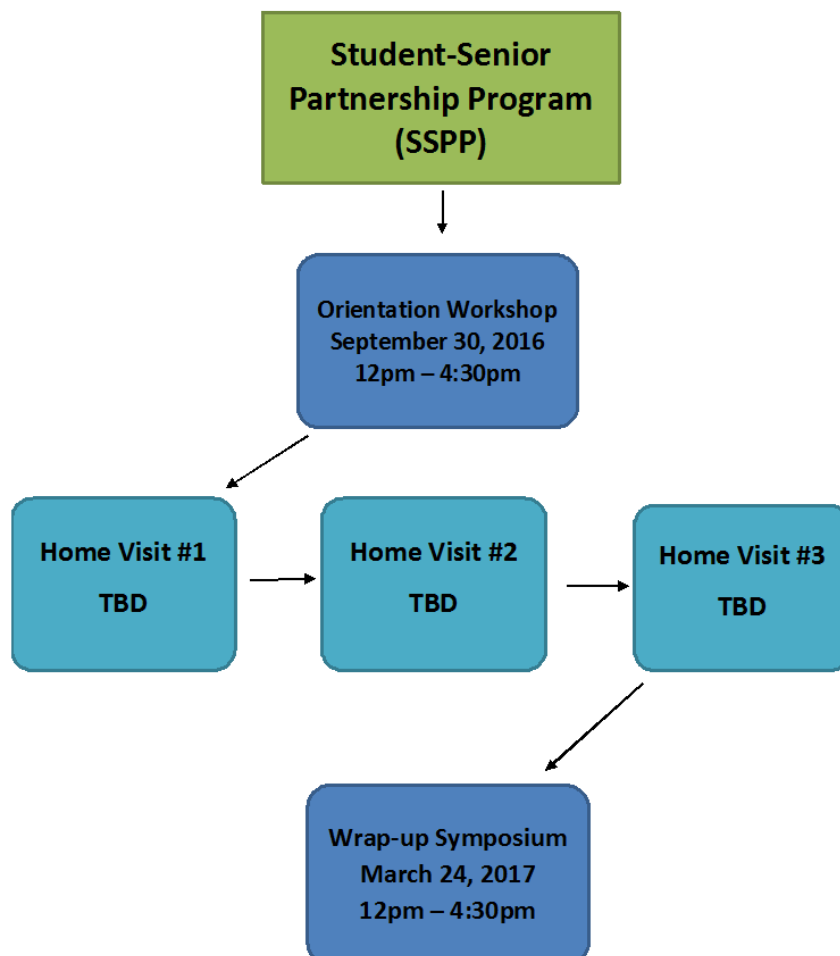 Student-Senior
Partnership Program
(SSPP)
Orientation Workshop
September 30, 2016
12pm – 4:30pm
Home Visit #1
TBD
Home Visit #2
TBD
Home Visit #3
TBD
Wrap-up Symposium
March 24, 2017
12pm – 4:30pm